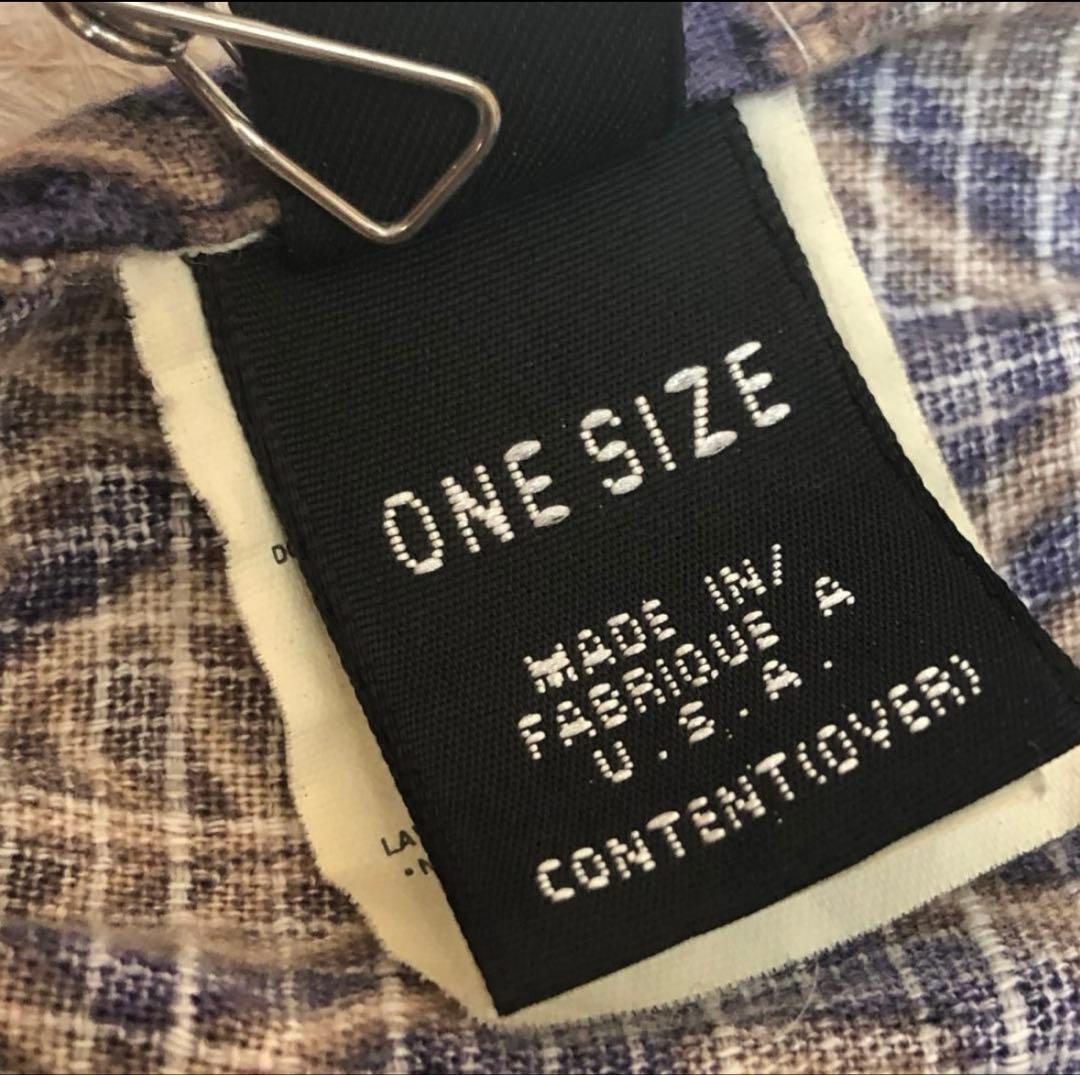 ONE SIZE
MADE IN/
FABRIQUE A
U.S.A.
CONTENT(OVER)